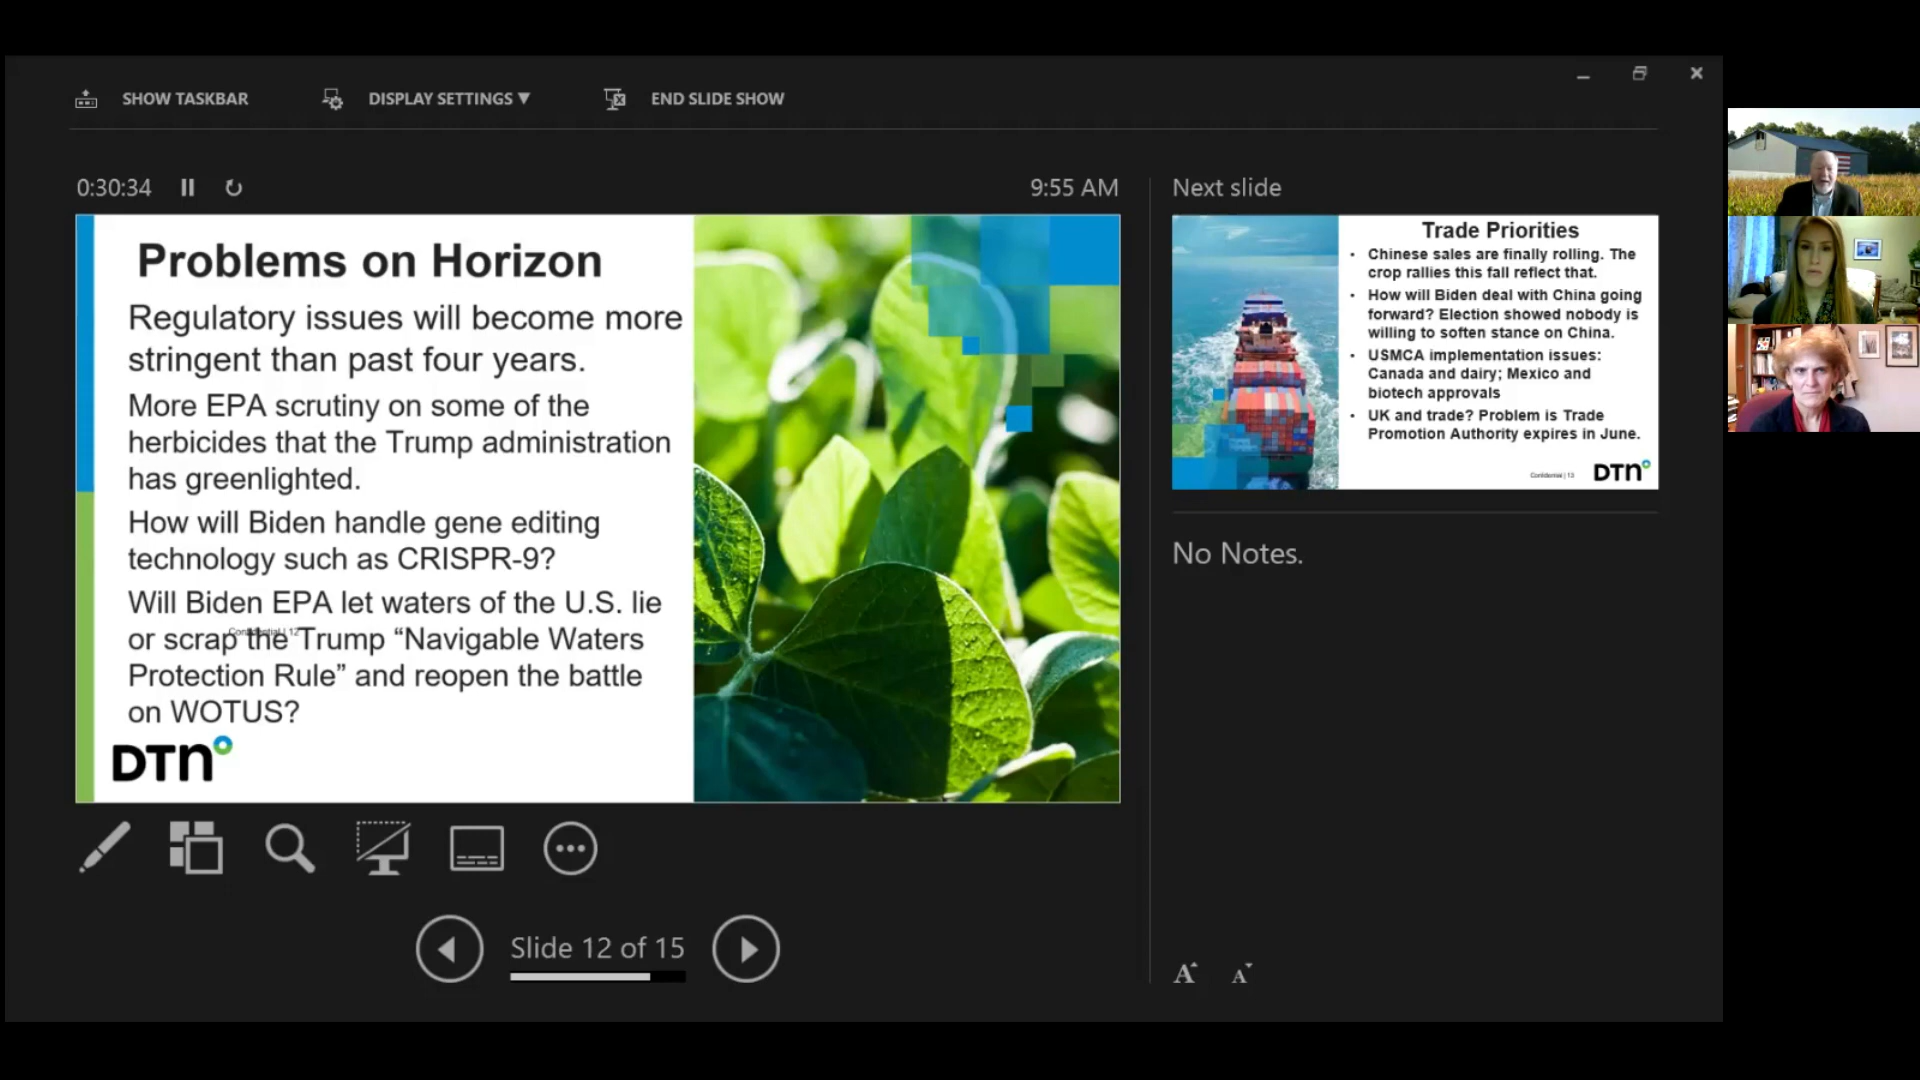 SHOW TASKBAR
DISPLAY SETTINGS ▼
END SLIDE SHOW
0:30:34
9:55 AM
Problems on Horizon
Regulatory issues will become more
stringent than past four years.
More EPA scrutiny on some of the
herbicides that the Trump administration
has greenlighted.
How will Biden handle gene editing
technology such as CRISPR-9?
Will Biden EPA let waters of the U.S. lie
Confidential | 12
or scrap the Trump “Navigable Waters
Protection Rule” and reopen the battle
on WOTUS?
DTN
Slide 12 of 15
Next slide
Trade Priorities
• Chinese sales are finally rolling. The
crop rallies this fall reflect that.
• How will Biden deal with China going
forward? Election showed nobody is
willing to soften stance on China.
• USMCA implementation issues:
Canada and dairy; Mexico and
biotech approvals
• UK and trade? Problem is Trade
Promotion Authority expires in June.
Confidential | 13
DTN
No Notes.
A A